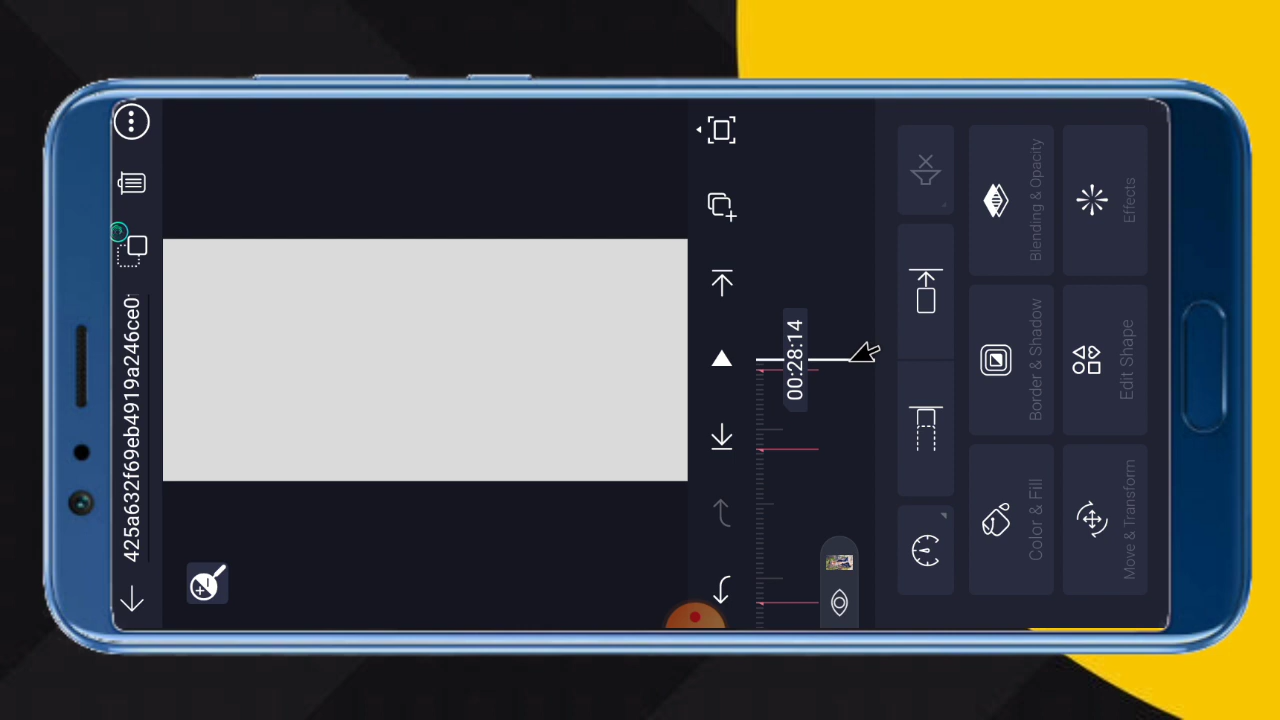 425a632f69eb4919a246ce0
00:28:14
Color & Fill
Border & Shadow
Blending & Opacity
Move & Transform
Edit Shape
Effects